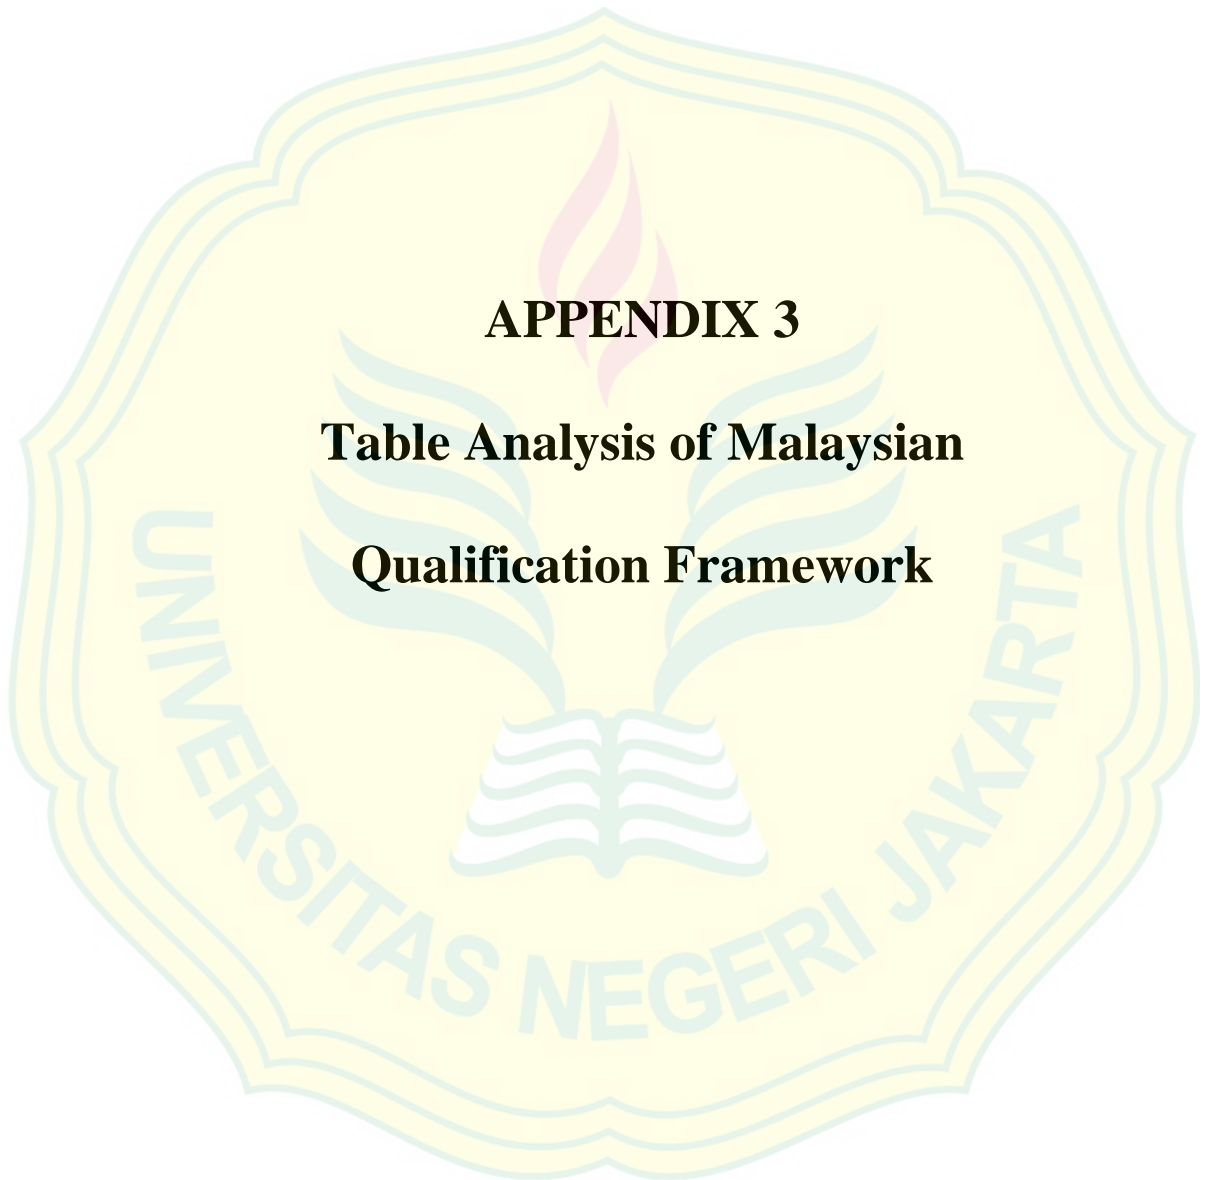 APPENDIX 3
Table Analysis of Malaysian
Qualification Framework
UNIVERSITAS NEGERI JAKARTA